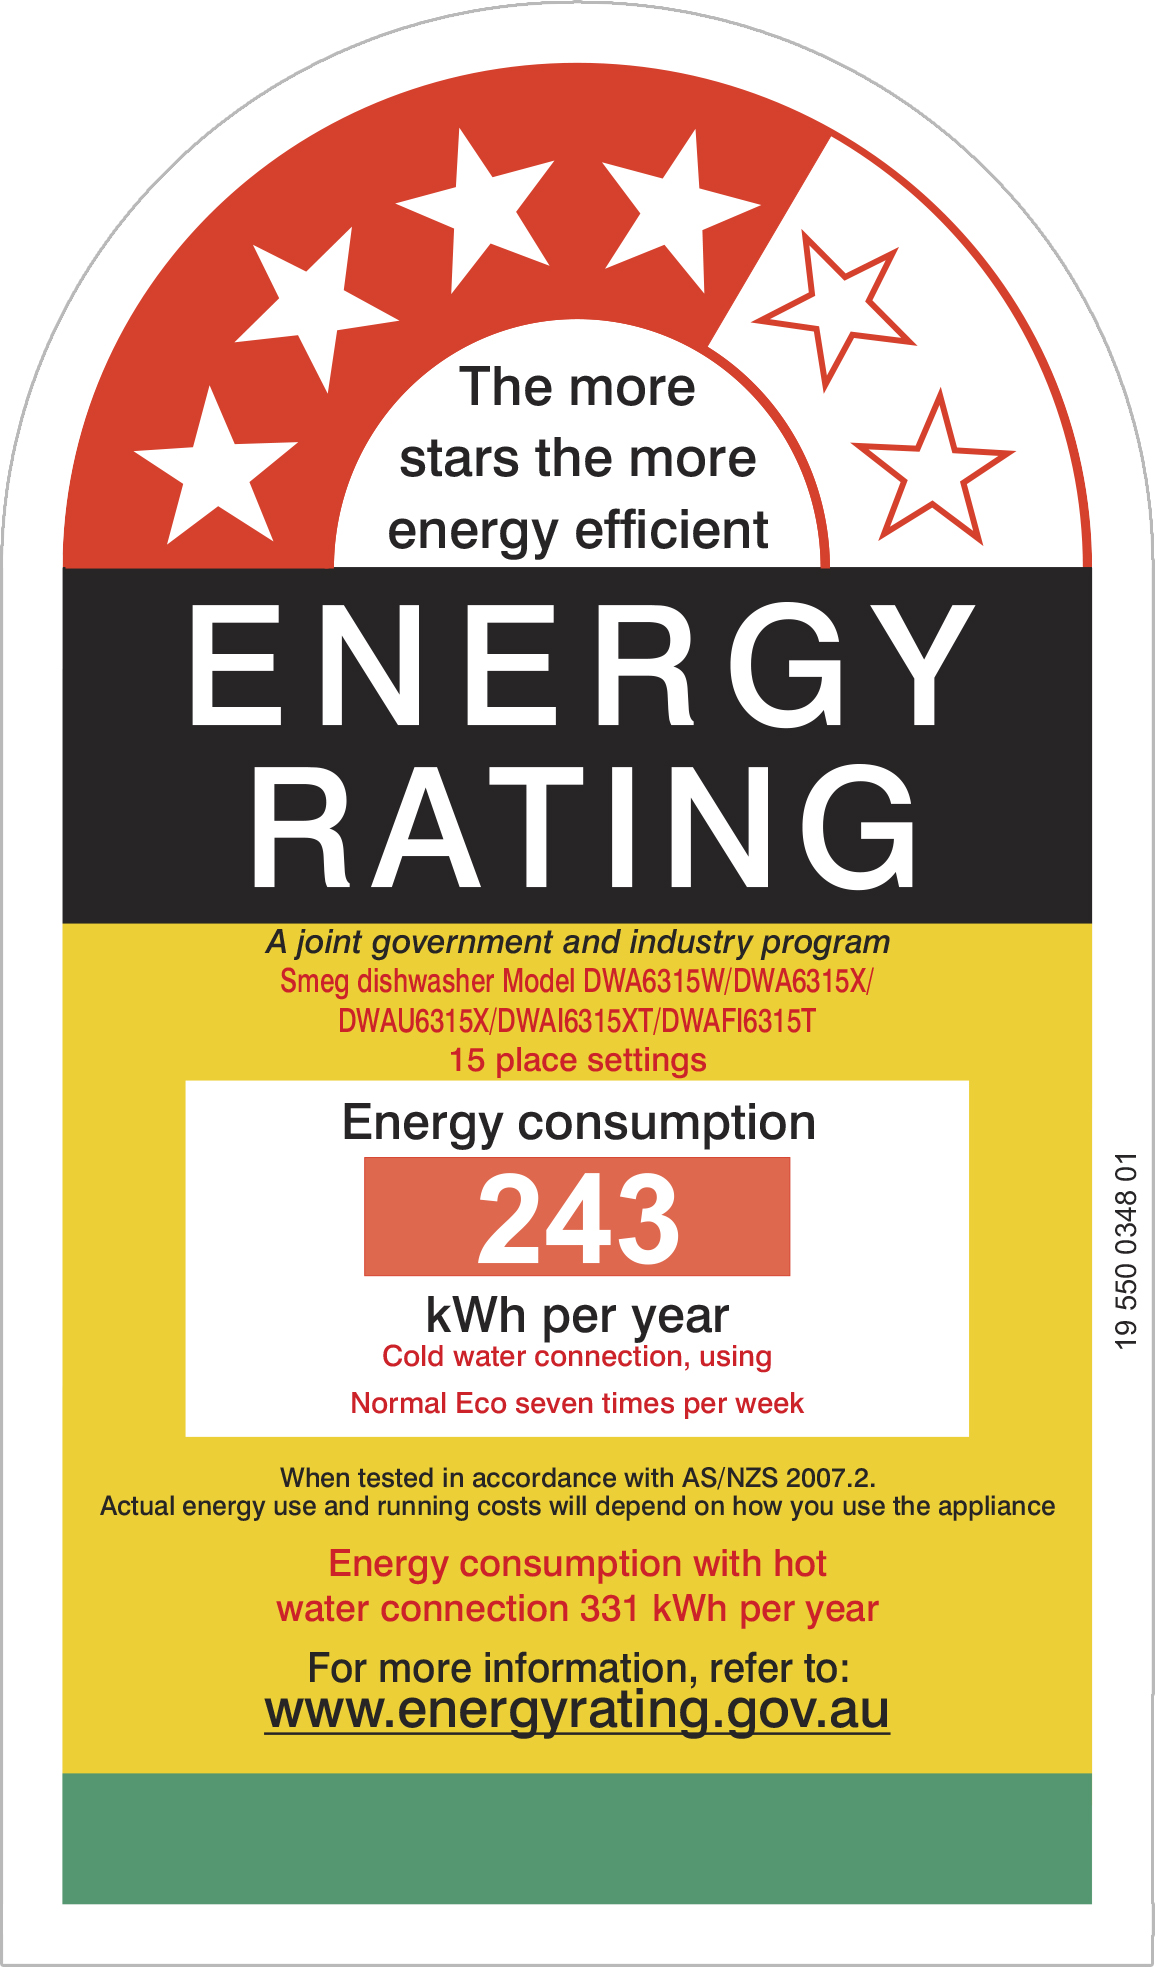 The more
stars the more
energy efficient
ENERGY
RATING
A joint government and industry program
Smeg dishwasher Model DWA6315W/DWA6315X/
DWAU6315X/DWAI6315XT/DWAFI6315T
15 place settings
Energy consumption
243
kWh per year
Cold water connection, using
Normal Eco seven times per week
When tested in accordance with AS/NZS 2007.2.
Actual energy use and running costs will depend on how you use the appliance
Energy consumption with hot
water connection 331 kWh per year
For more information, refer to:
www.energyrating.gov.au
19 550 0348 01